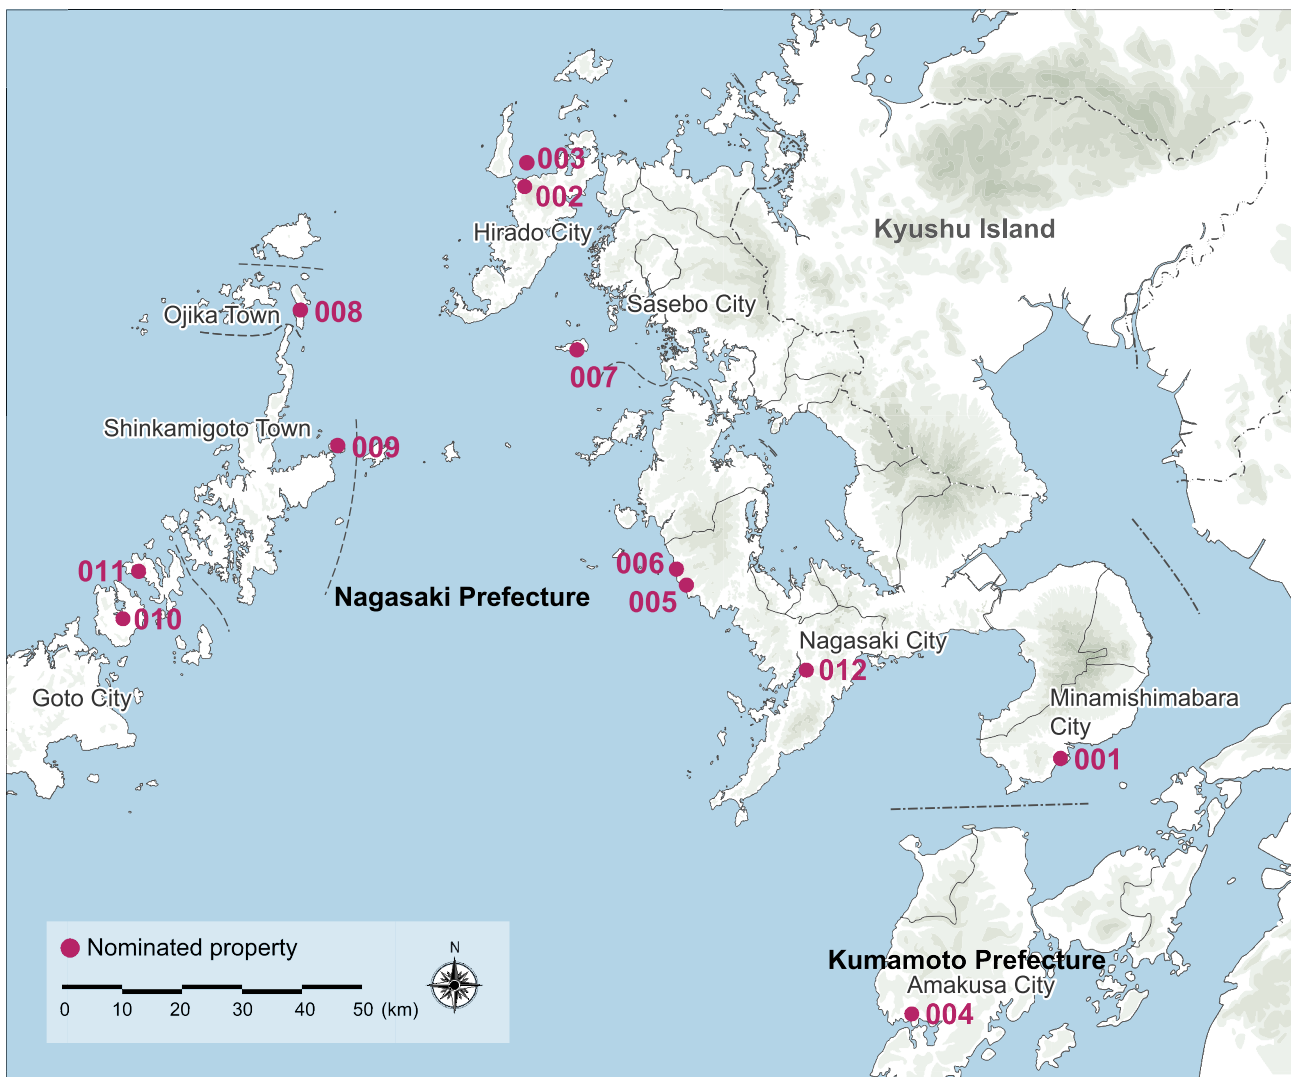 003
002
Kyushu Island
Hirado City
Sasebo City
008
Ojika Town
007
Shinkamigoto Town
009
006
011
Nagasaki Prefecture
005
010
Nagasaki City
012
Goto City
Minamishimabara
City
001
Nominated property
N
Kumamoto Prefecture
Amakusa City
0 10 20 30 40 50 (km)
004